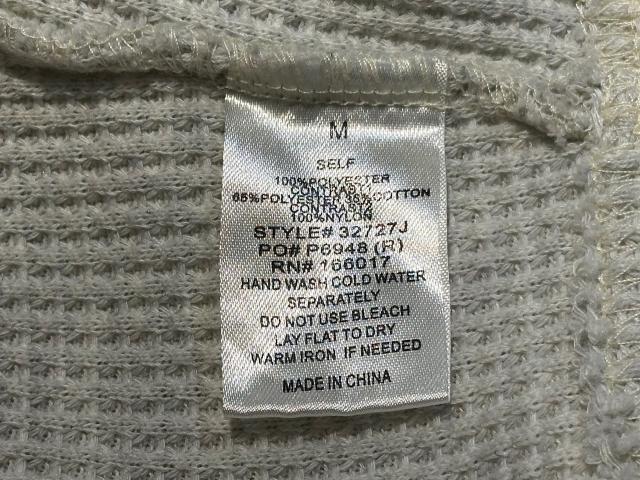 M
SELF
100%POLYESTER
CONTRAST1
65%POLYESTER 35%COTTON
CONTRAST2
100%NYLON
STYLE# 32727J
PO# P6948 (R)
RN# 166017
HAND WASH COLD WATER
SEPARATELY
DO NOT USE BLEACH
LAY FLAT TO DRY
WARM IRON IF NEEDED
MADE IN CHINA